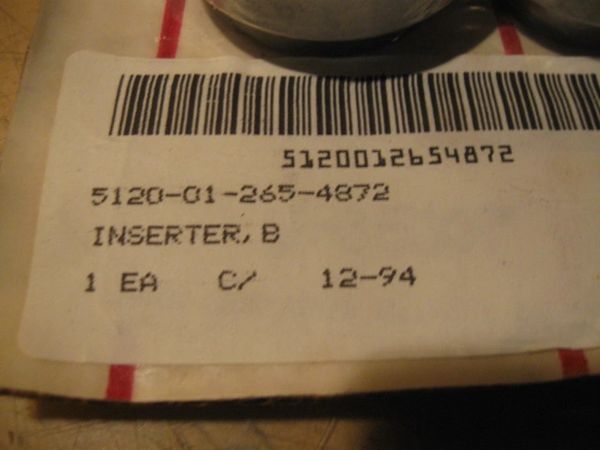 5120012654872
5120-01-265-4872
INSERTER, B
1 EA C/ 12-94